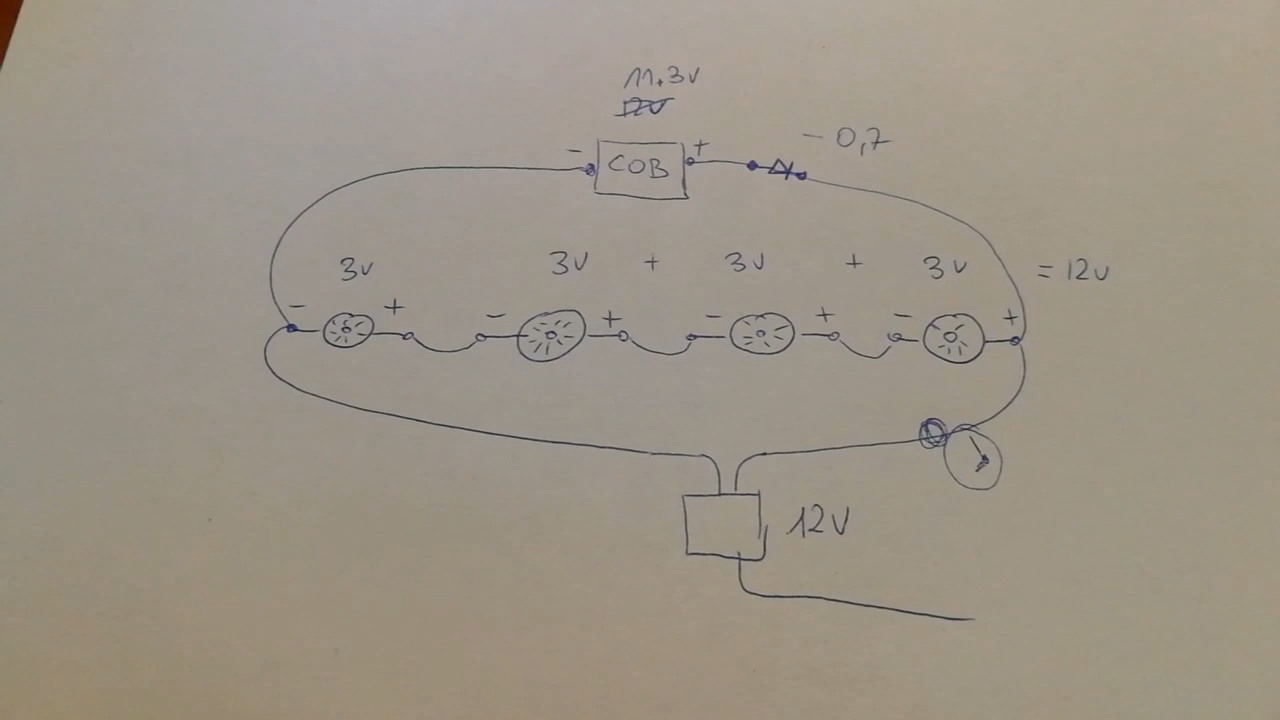 11.3v
12v
- COB + - 0,7
3v 3v + 3v + 3v = 12v
- + - + - + - +
12V